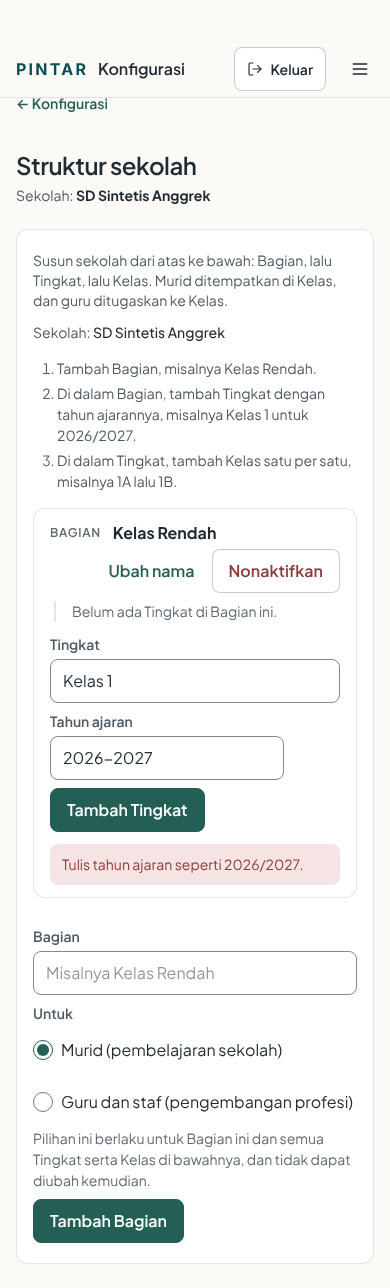 PINTAR Konfigurasi
Keluar
← Konfigurasi
Struktur sekolah
Sekolah: SD Sintetis Anggrek
Susun sekolah dari atas ke bawah: Bagian, lalu
Tingkat, lalu Kelas. Murid ditempatkan di Kelas,
dan guru ditugaskan ke Kelas.
Sekolah: SD Sintetis Anggrek
1. Tambah Bagian, misalnya Kelas Rendah.
2. Di dalam Bagian, tambah Tingkat dengan
tahun ajarannya, misalnya Kelas 1 untuk
2026/2027.
3. Di dalam Tingkat, tambah Kelas satu per satu,
misalnya 1A lalu 1B.
BAGIAN Kelas Rendah
Ubah nama
Nonaktifkan
Belum ada Tingkat di Bagian ini.
Tingkat
Kelas 1
Tahun ajaran
2026–2027
Tambah Tingkat
Tulis tahun ajaran seperti 2026/2027.
Bagian
Misalnya Kelas Rendah
Untuk
Murid (pembelajaran sekolah)
Guru dan staf (pengembangan profesi)
Pilihan ini berlaku untuk Bagian ini dan semua
Tingkat serta Kelas di bawahnya, dan tidak dapat
diubah kemudian.
Tambah Bagian